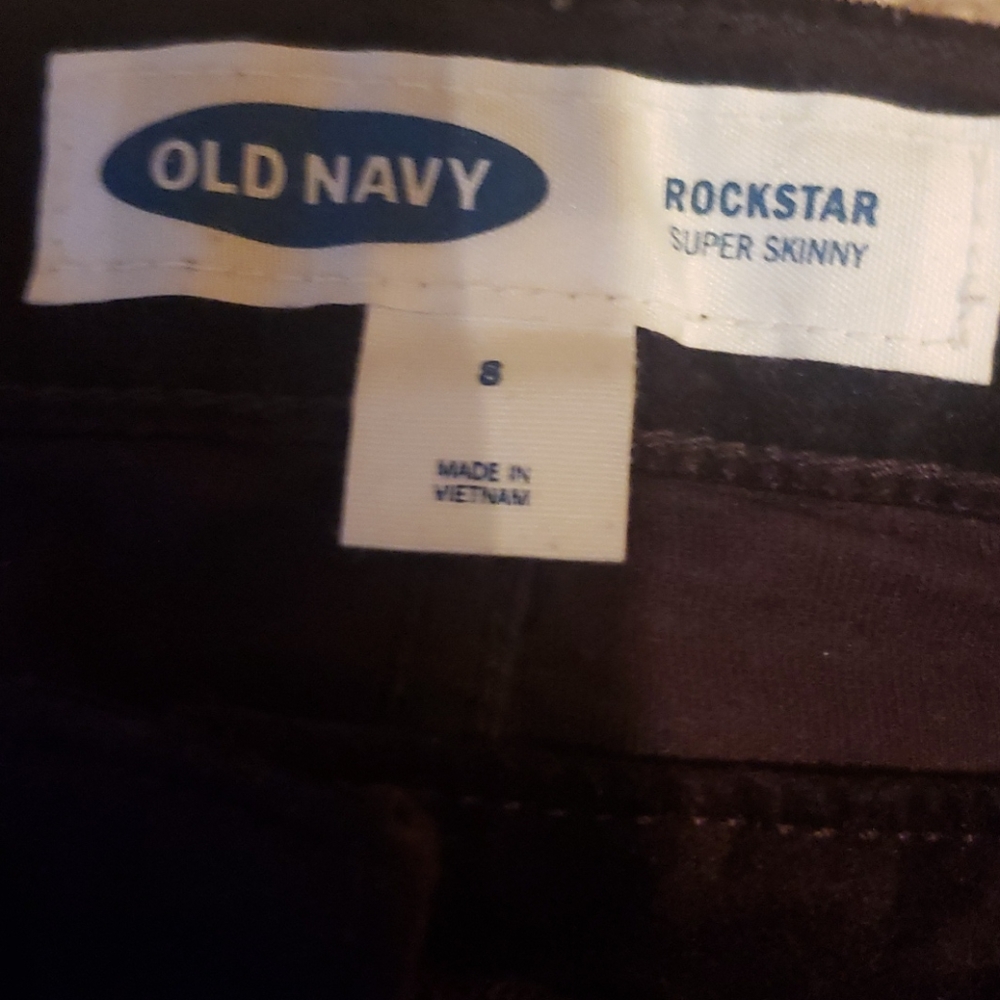 OLD NAVY
ROCKSTAR
SUPER SKINNY
8
MADE IN
VIETNAM